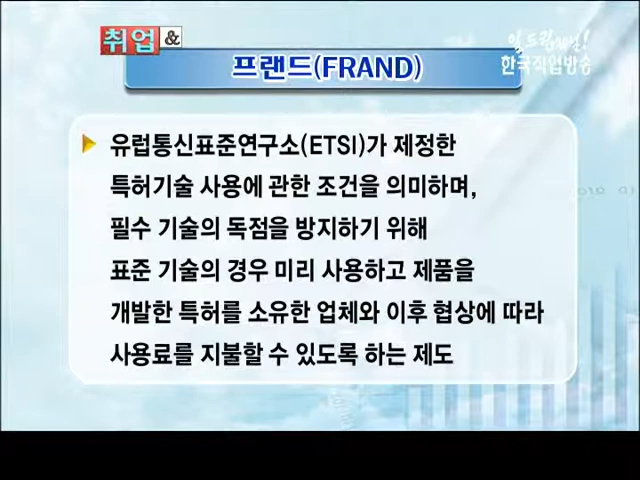 취업 &
프랜드(FRAND)
한국직업방송
유럽통신표준연구소(ETSI)가 제정한
특허기술 사용에 관한 조건을 의미하며,
필수 기술의 독점을 방지하기 위해
표준 기술의 경우 미리 사용하고 제품을
개발한 특허를 소유한 업체와 이후 협상에 따라
사용료를 지불할 수 있도록 하는 제도